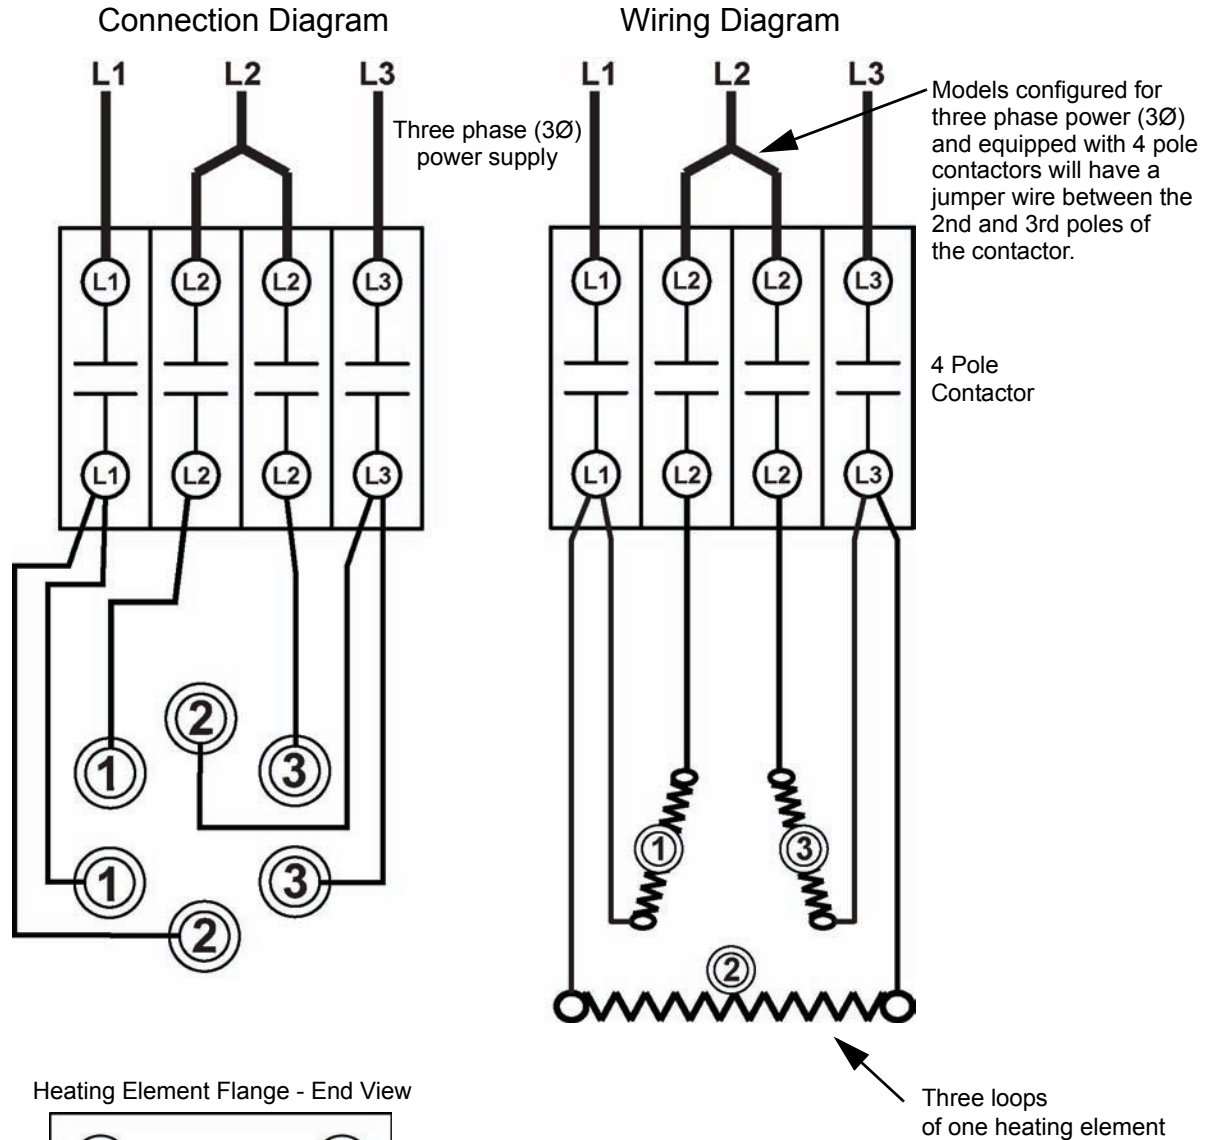 Connection Diagram
Wiring Diagram
L1 L2 L3
L1 L2 L3
Three phase (3Ø)
power supply
Models configured for
three phase power (3Ø)
and equipped with 4 pole
contactors will have a
jumper wire between the
2nd and 3rd poles of
the contactor.
L1 L2 L2 L3
L1 L2 L2 L3
4 Pole
Contactor
L1 L2 L2 L3
L1 L2 L2 L3
2
1 3
1 3
2
1 3
2
Heating Element Flange - End View
Three loops
of one heating element